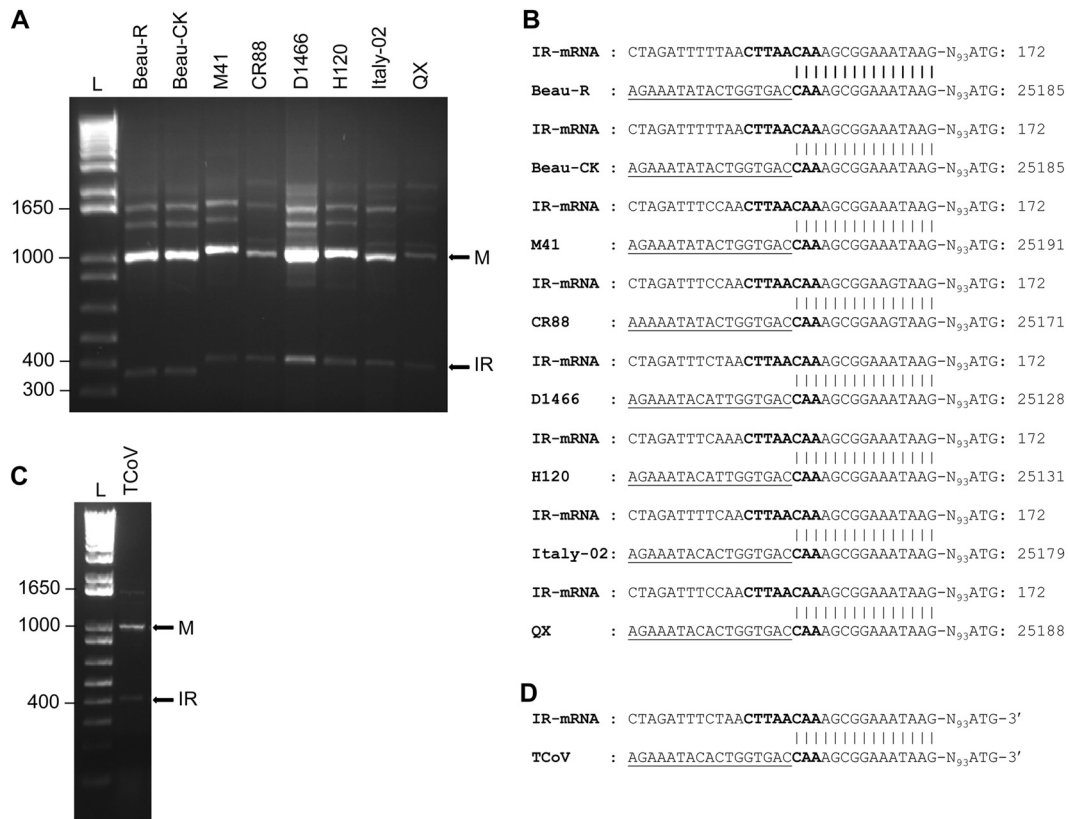 A
L Beau-R Beau-CK M41 CR88 D1466 H120 Italy-02 QX
1650
1000
400
300
M
IR
B
IR-mRNA : CTAGATTTTTAACTTAACAAAGCGGAAATAAG-N93ATG: 172
Beau-R : AGAAATATACTGGTGACCAAAGCGGAAATAAG-N93ATG: 25185
IR-mRNA : CTAGATTTTTAACTTAACAAAGCGGAAATAAG-N93ATG: 172
Beau-CK : AGAAATATACTGGTGACCAAAGCGGAAATAAG-N93ATG: 25185
IR-mRNA : CTAGATTTCCAACTTAACAAAGCGGAAATAAG-N93ATG: 172
M41 : AGAAATATACTGGTGACCAAAGCGGAAATAAG-N93ATG: 25191
IR-mRNA : CTAGATTTCCAACTTAACAAAGCGGAAGTAAG-N93ATG: 172
CR88 : AAAAATATACTGGTGACCAAAGCGGAAGTAAG-N93ATG: 25171
IR-mRNA : CTAGATTTCTAACTTAACAAAGCGGAAATAAG-N93ATG: 172
D1466 : AGAAATACATTGGTGACCAAAGCGGAAATAAG-N93ATG: 25128
IR-mRNA : CTAGATTTCAAACTTAACAAAGCGGAAATAAG-N93ATG: 172
H120 : AGAAATACATTGGTGACCAAAGCGGAAATAAG-N93ATG: 25131
IR-mRNA : CTAGATTTTCAACTTAACAAAGCGGAAATAAG-N93ATG: 172
Italy-02 : AGAAATACACTGGTGACCAAAGCGGAAATAAG-N93ATG: 25179
IR-mRNA : CTAGATTTCCAACTTAACAAAGCGGAAATAAG-N93ATG: 172
QX : AGAAATACACTGGTGACCAAAGCGGAAATAAG-N93ATG: 25188
C
L TCoV
1650
1000
400
M
IR
D
IR-mRNA : CTAGATTTCTAACTTAACAAAGCGGAAATAAG-N93ATG-3′
TCoV : AGAAATACACTGGTGACCAAAGCGGAAATAAG-N93ATG-3′